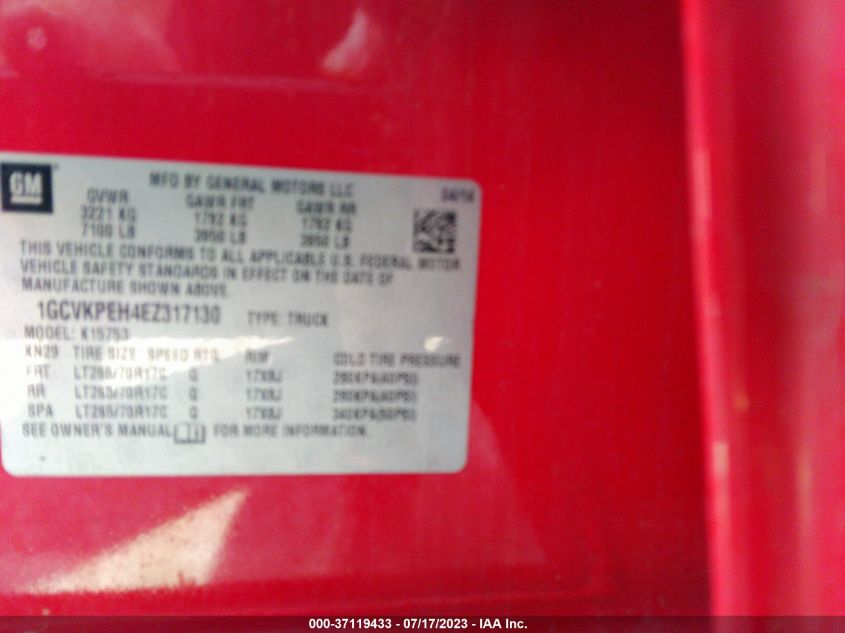 GM
MFD BY GENERAL MOTORS LLC 04/14
GVWR GAWR FRT GAWR RR
3221 KG 1792 KG 1792 KG
7100 LB 3950 LB 3950 LB
THIS VEHICLE CONFORMS TO ALL APPLICABLE U.S. FEDERAL MOTOR
VEHICLE SAFETY STANDARDS IN EFFECT ON THE DATE OF
MANUFACTURE SHOWN ABOVE.
1GCVKPEH4EZ317130 TYPE: TRUCK
MODEL: K15753
KN29 TIRE SIZE SPEED RTG RIM COLD TIRE PRESSURE
FRT LT265/70R17C Q 17X8J 280KPA(40PSI)
RR LT265/70R17C Q 17X8J 280KPA(40PSI)
SPA LT265/70R17C Q 17X8J
SEE OWNER'S MANUAL FOR MORE INFORMATION.
000-37119433 - 07/17/2023 - IAA Inc.